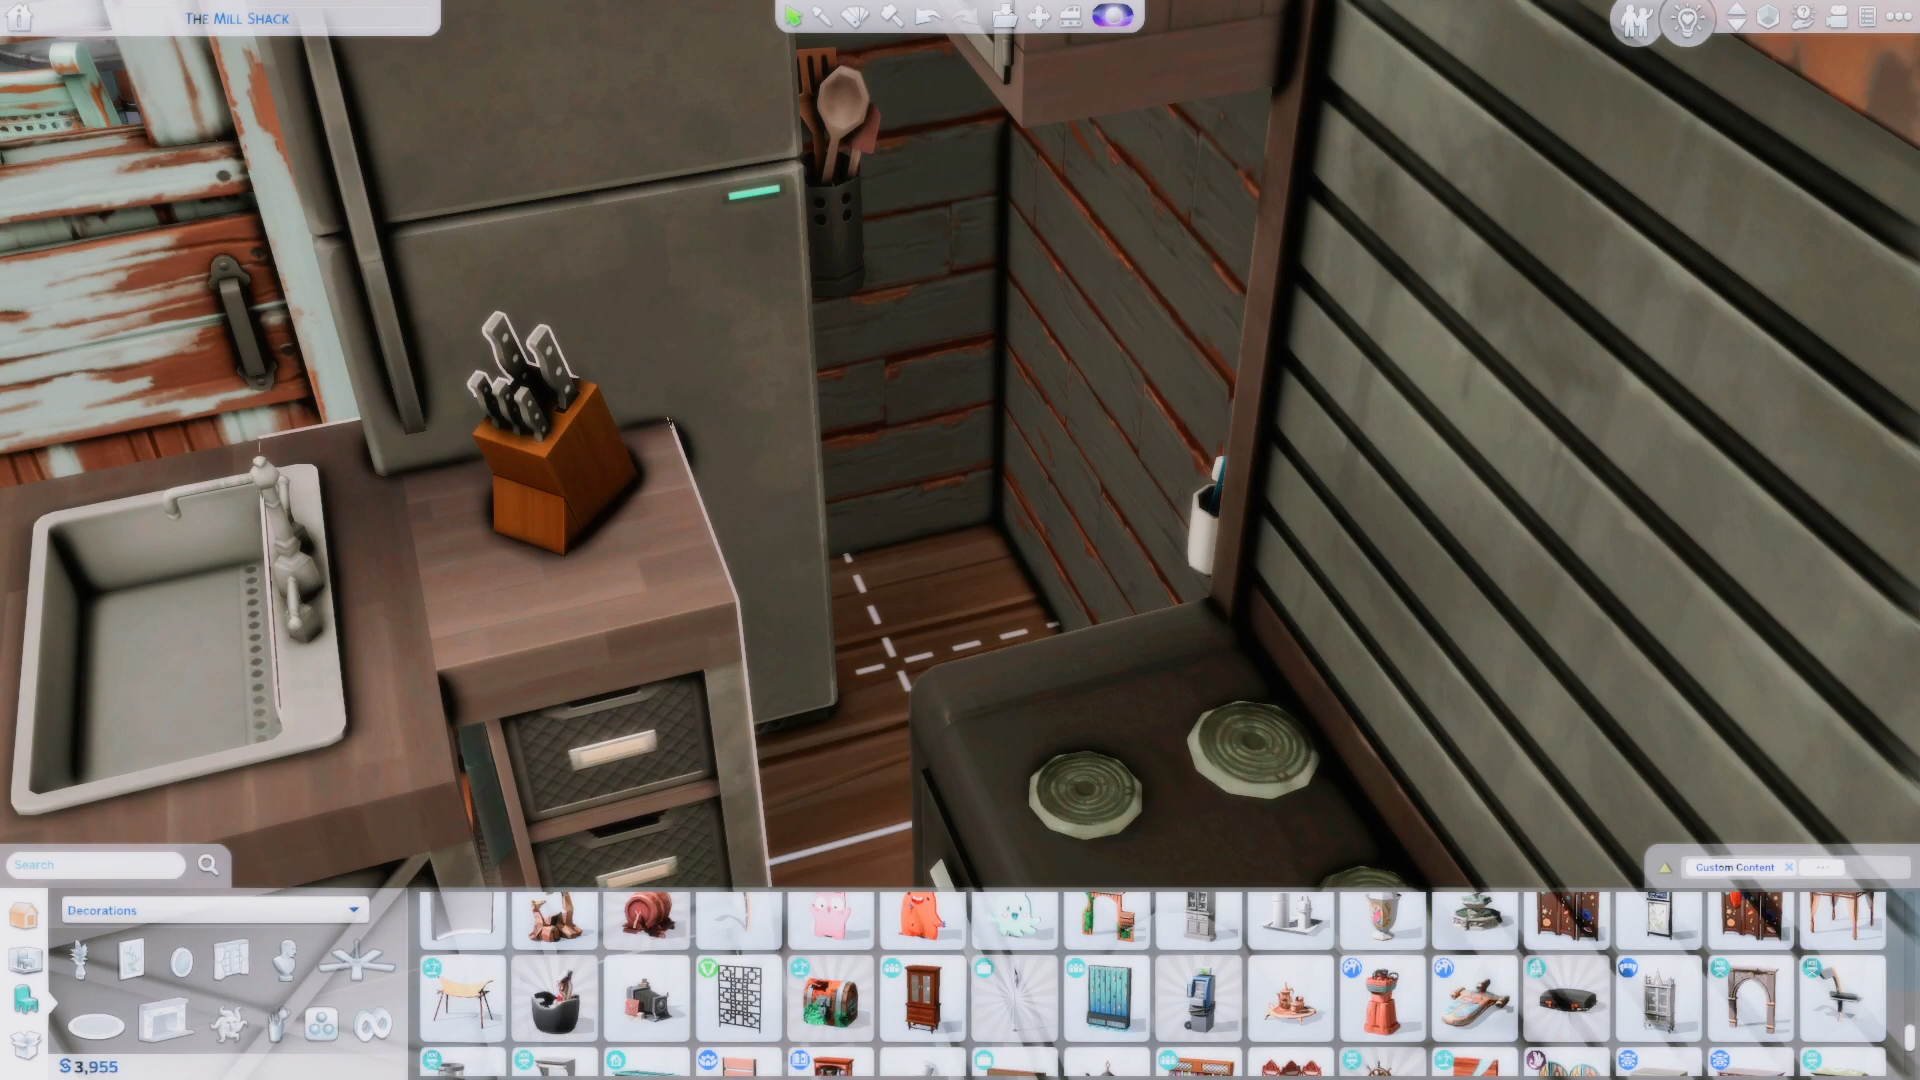 The Mill Shack
Search
Custom Content
Decorations
3,955